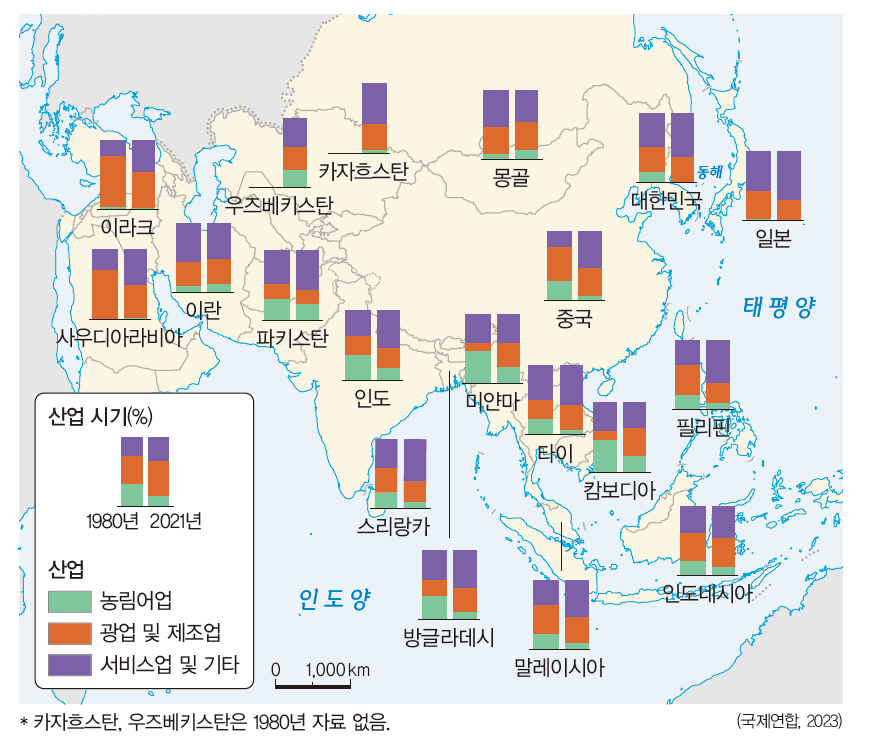 카자흐스탄
몽골
우즈베키스탄
대한민국
동해
일본
이라크
사우디아라비아
이란
파키스탄
중국
태평양
인도
미얀마
타이
필리핀
캄보디아
스리랑카
인도네시아
인도양
방글라데시
말레이시아
산업 시기(%)
1980년 2021년
산업
농림어업
광업 및 제조업
서비스업 및 기타
0 1,000km
* 카자흐스탄, 우즈베키스탄은 1980년 자료 없음.
(국제연합, 2023)